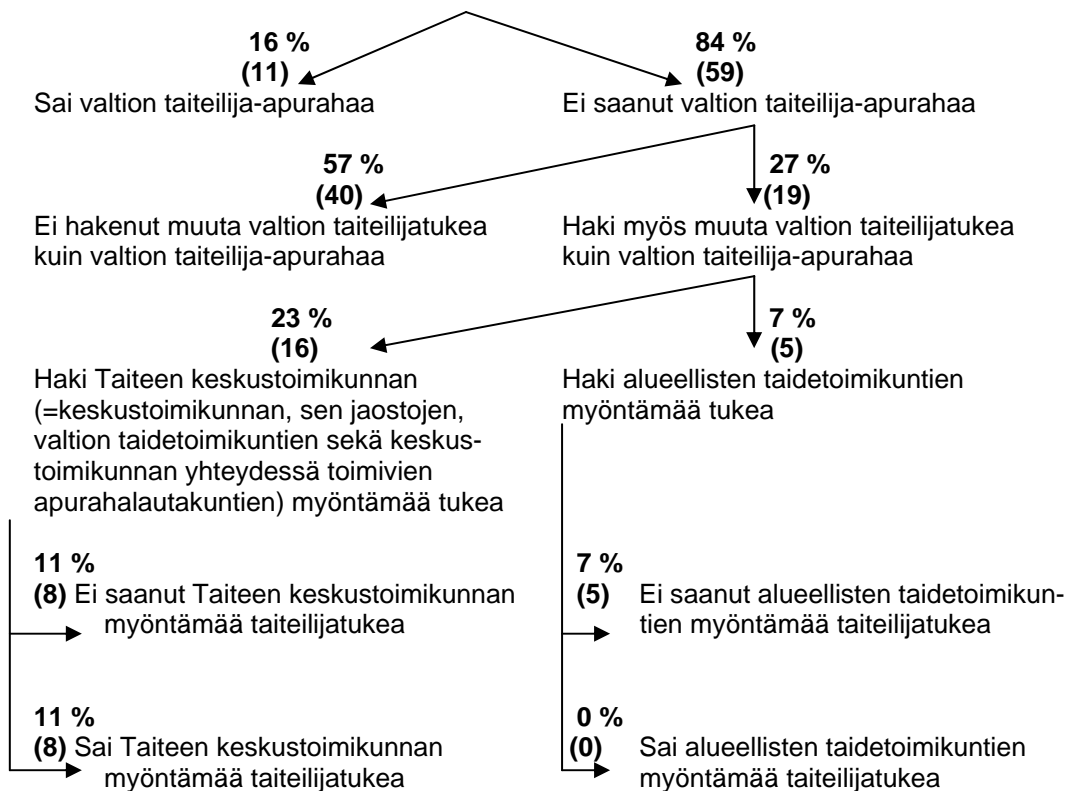 16 %
(11)
Sai valtion taiteilija-apurahaa
84 %
(59)
Ei saanut valtion taiteilija-apurahaa
57 %
(40)
Ei hakenut muuta valtion taiteilijatukea
kuin valtion taiteilija-apurahaa
27 %
(19)
Haki myös muuta valtion taiteilijatukea
kuin valtion taiteilija-apurahaa
23 %
(16)
Haki Taiteen keskustoimikunnan
(=keskustoimikunnan, sen jaostojen,
valtion taidetoimikuntien sekä keskus-
toimikunnan yhteydessä toimivien
apurahalautakuntien) myöntämää tukea
7 %
(5)
Haki alueellisten taidetoimikuntien
myöntämää tukea
11 %
(8) Ei saanut Taiteen keskustoimikunnan
myöntämää taiteilijatukea
7 %
(5) Ei saanut alueellisten taidetoimikun-
tien myöntämää taiteilijatukea
11 %
(8) Sai Taiteen keskustoimikunnan
myöntämää taiteilijatukea
0 %
(0) Sai alueellisten taidetoimikuntien
myöntämää taiteilijatukea